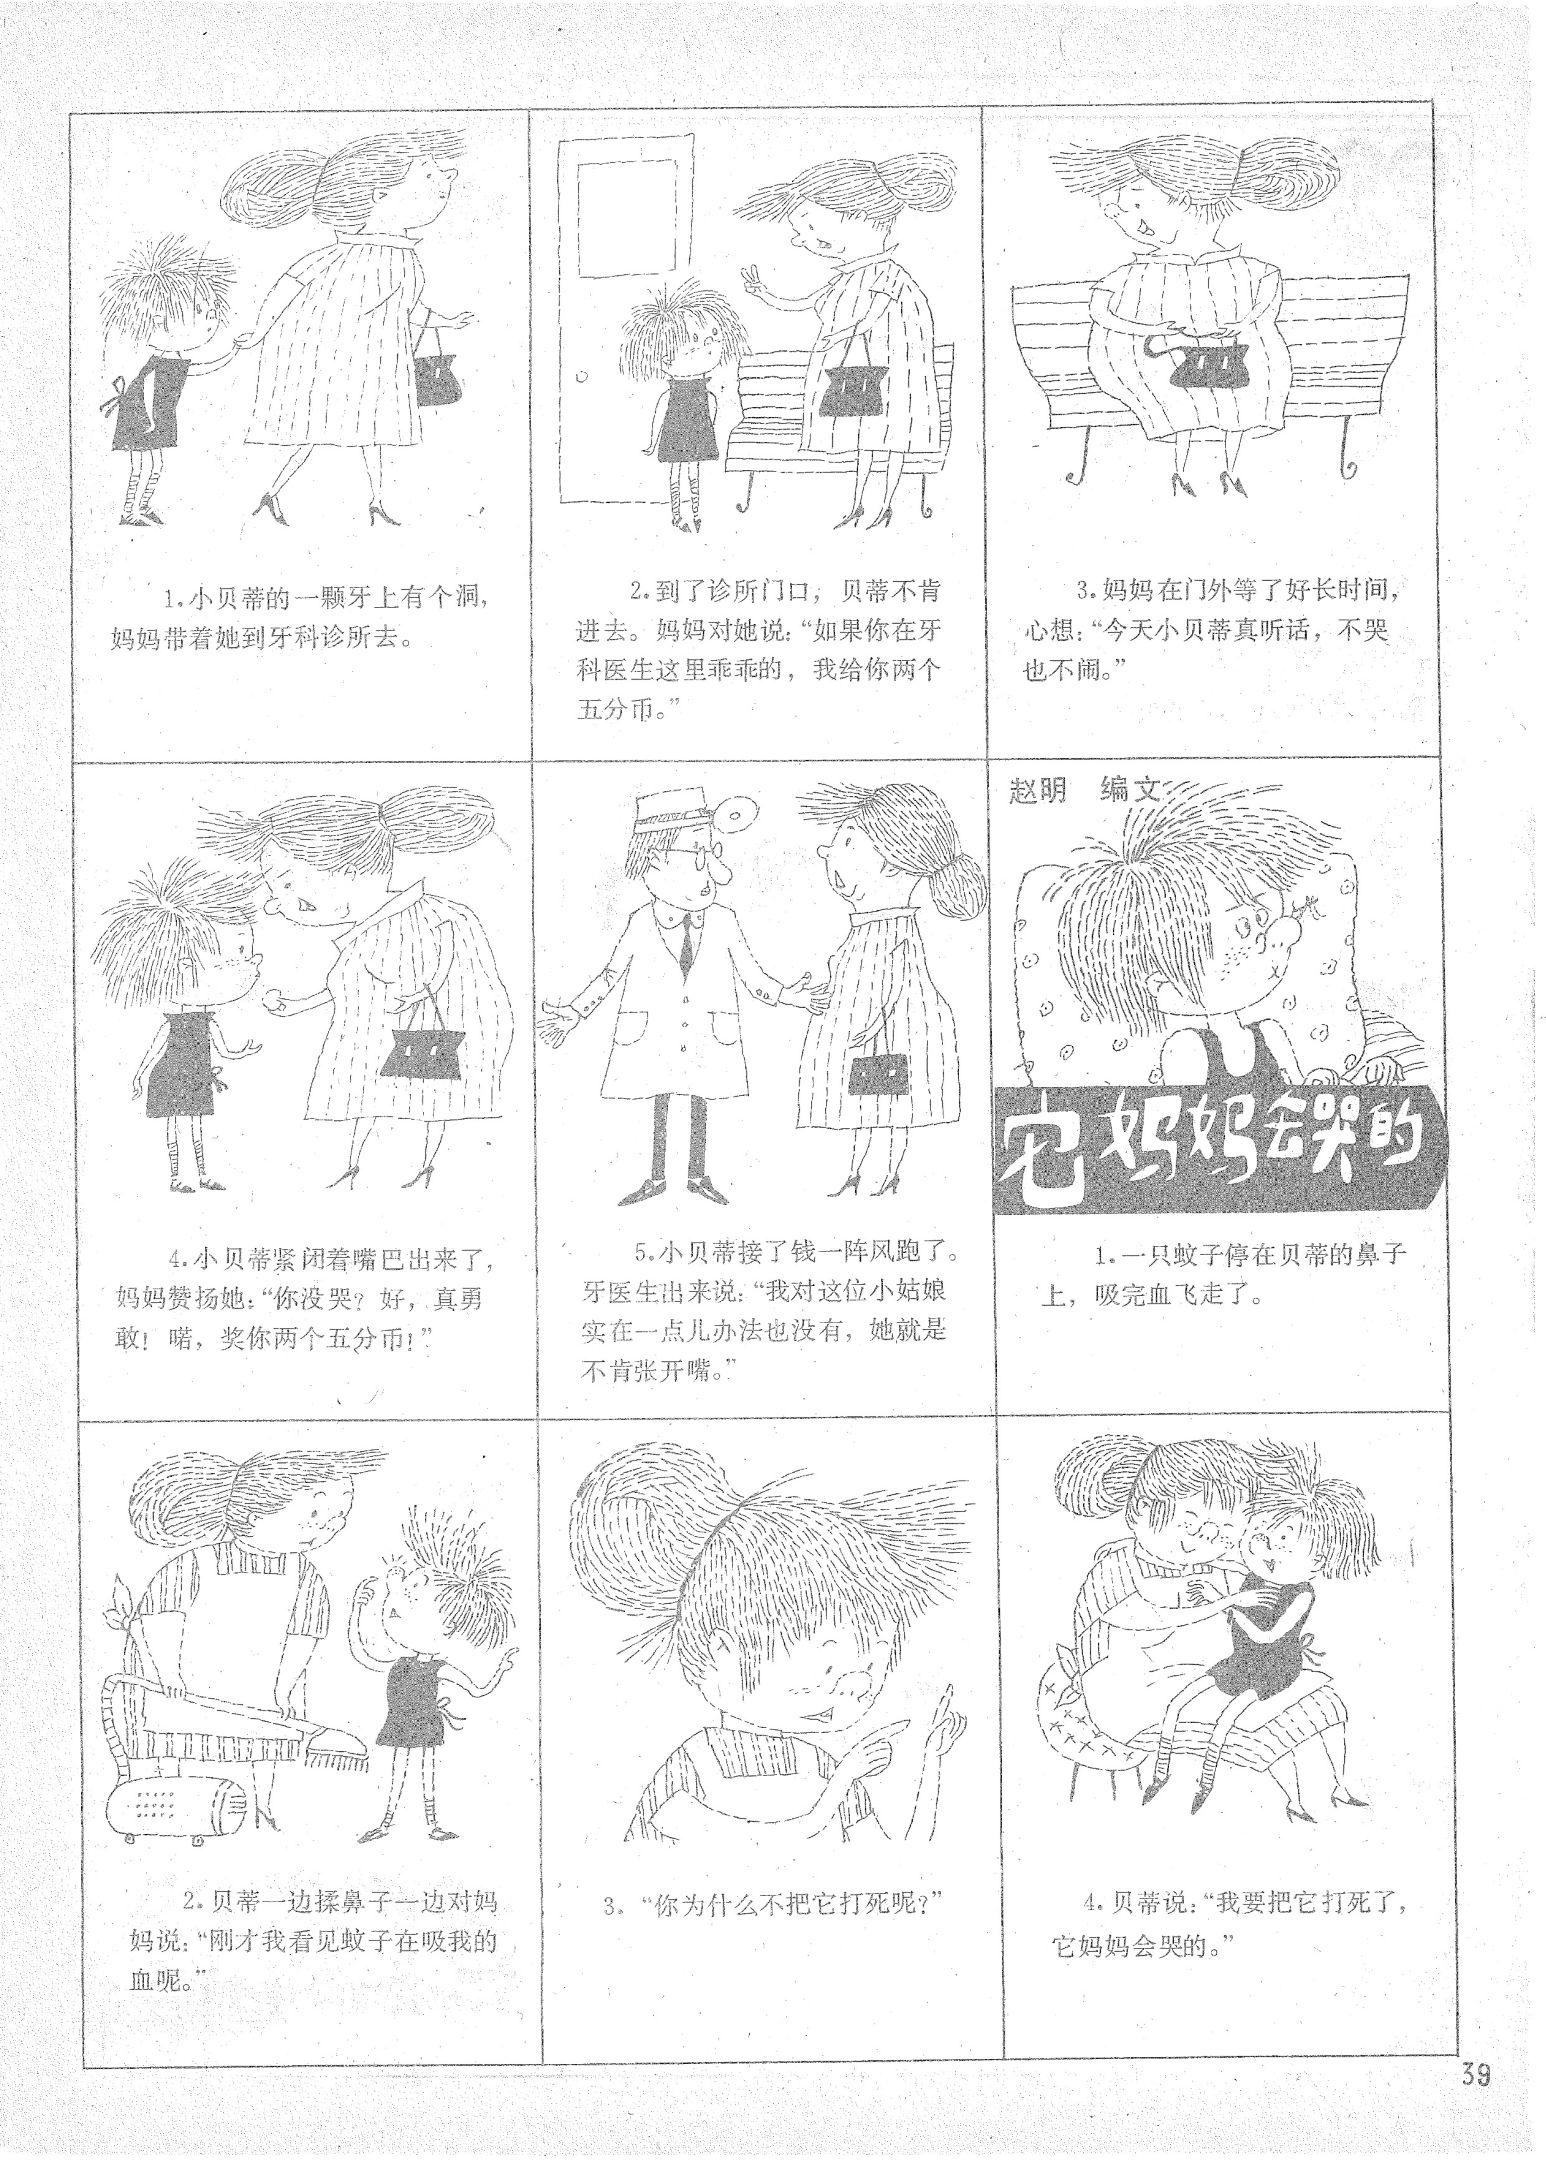 1.小贝蒂的一颗牙上有个洞,
妈妈带着她到牙科诊所去。
2.到了诊所门口，贝蒂不肯
进去。妈妈对她说:“如果你在牙
科医生这里乖乖的，我给你两个
五分币。”
3.妈妈在门外等了好长时间,
心想:“今天小贝蒂真听话，不哭
也不闹。”
4.小贝蒂紧闭着嘴巴出来了,
妈妈赞扬她:“你没哭？好，真勇
敢！喏，奖你两个五分币!”
5.小贝蒂接了钱一阵风跑了。
牙医生出来说:“我对这位小姑娘
实在一点儿办法也没有，她就是
不肯张开嘴。”
赵明 编文
它妈妈会哭的
1.一只蚊子停在贝蒂的鼻子
上，吸完血飞走了。
2.贝蒂一边揉鼻子一边对妈
妈说:“刚才我看见蚊子在吸我的
血呢。”
3.“你为什么不把它打死呢?”
4.贝蒂说:“我要把它打死了,
它妈妈会哭的。”
39